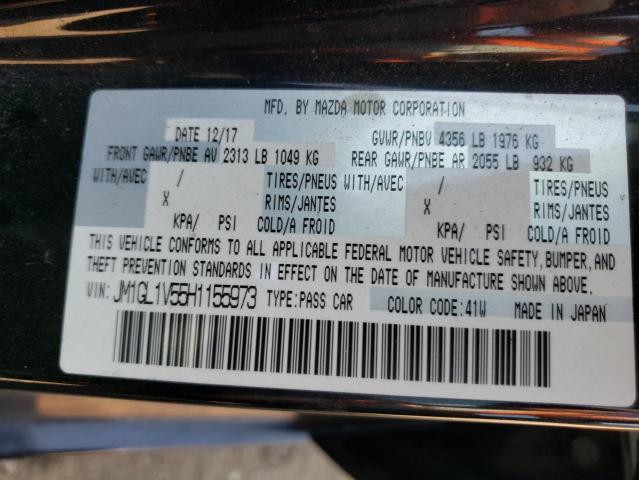 MFD. BY MAZDA MOTOR CORPORATION
DATE 12/17 GVWR/PNBV 4356 LB 1976 KG
FRONT GAWR/PNBE AV 2313 LB 1049 KG REAR GAWR/PNBE AR 2055 LB 932 KG
WITH/AVEC / TIRES/PNEUS WITH/AVEC / TIRES/PNEUS
X RIMS/JANTES X RIMS/JANTES
KPA/ PSI COLD/A FROID KPA/ PSI COLD/A FROID
THIS VEHICLE CONFORMS TO ALL APPLICABLE FEDERAL MOTOR VEHICLE SAFETY, BUMPER, AND
THEFT PREVENTION STANDARDS IN EFFECT ON THE DATE OF MANUFACTURE SHOWN ABOVE.
VIN: JM1GL1V55H1155973 TYPE: PASS CAR COLOR CODE: 41W MADE IN JAPAN